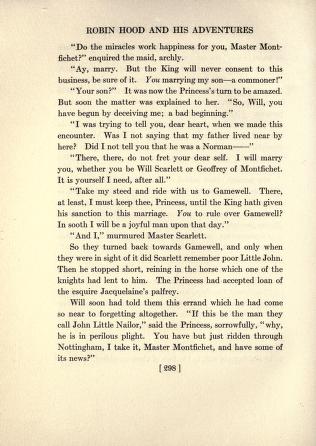 ROBIN HOOD AND HIS ADVENTURES
"Do the miracles work happiness for you, Master Mont-
fichet?" enquired the maid, archly.
"Ay, marry. But the King will never consent to this
business, be sure of it. You marrying my son—a commoner!"
"Your son?" It was now the Princess's turn to be amazed.
But soon the matter was explained to her. "So, Will, you
have begun by deceiving me; a bad beginning."
"I was trying to tell you, dear heart, when we made this
encounter. Was I not saying that my father lived near by
here? Did I not tell you that he was a Norman——"
"There, there, do not fret your dear self. I will marry
you, whether you be Will Scarlett or Geoffrey of Montfichet.
It is yourself I need, after all."
"Take my steed and ride with us to Gamewell. There,
at least, I must keep thee, Princess, until the King hath given
his sanction to this marriage. You to rule over Gamewell?
In sooth I will be a joyful man upon that day."
"And I," murmured Master Scarlett.
So they turned back towards Gamewell, and only when
they were in sight of it did Scarlett remember poor Little John.
Then he stopped short, reining in the horse which one of the
knights had lent to him. The Princess had accepted loan of
the esquire Jacquelaine's palfrey.
Will soon had told them this errand which he had come
so near to forgetting altogether. "If this be the man they
call John Little Nailor," said the Princess, sorrowfully, "why,
he is in perilous plight. You have but just ridden through
Nottingham, I take it, Master Montfichet, and have some of
its news?"
[ 298 ]